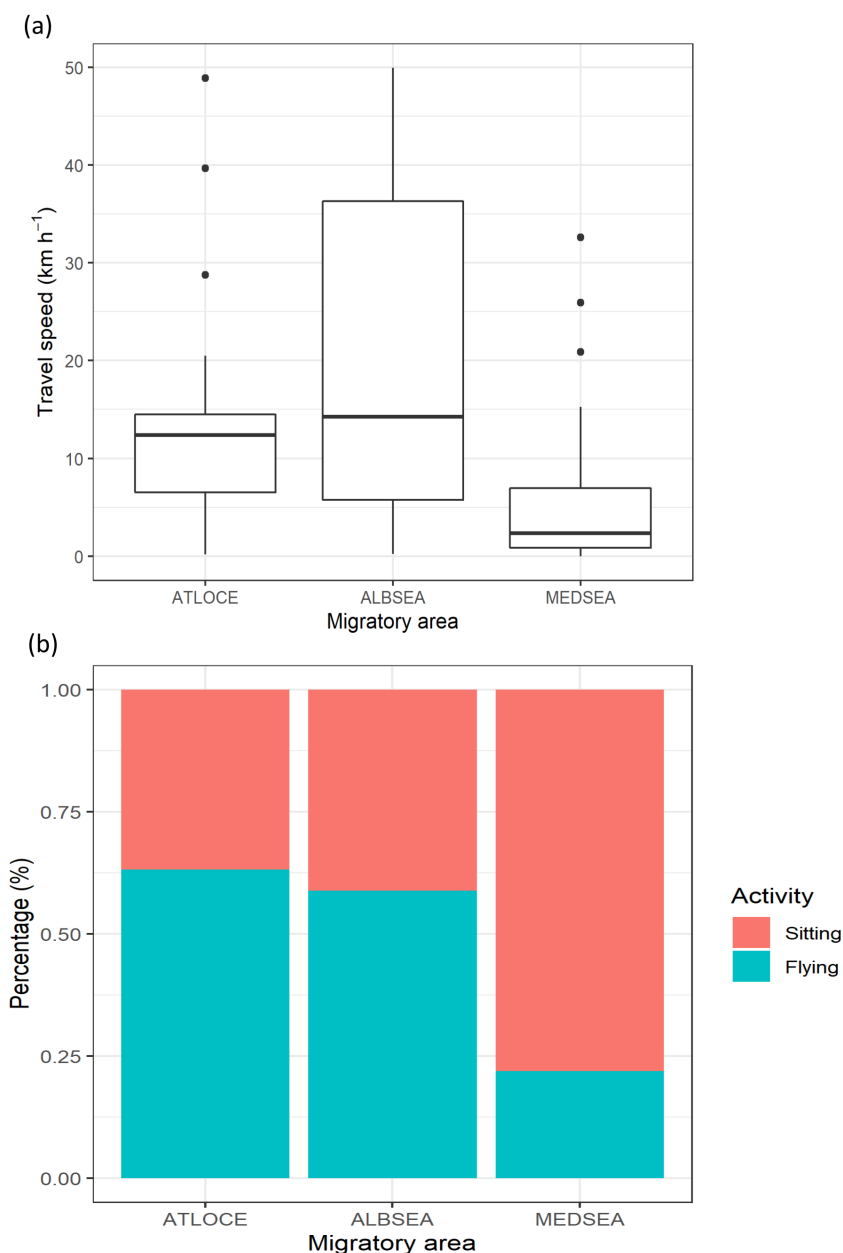 (a)
50
40
30
20
10
0
Travel speed (km h⁻¹)
ATLOCE ALBSEA MEDSEA
Migratory area
(b)
1.00
0.75
0.50
0.25
0.00
Percentage (%)
ATLOCE ALBSEA MEDSEA
Migratory area
Activity
Sitting
Flying